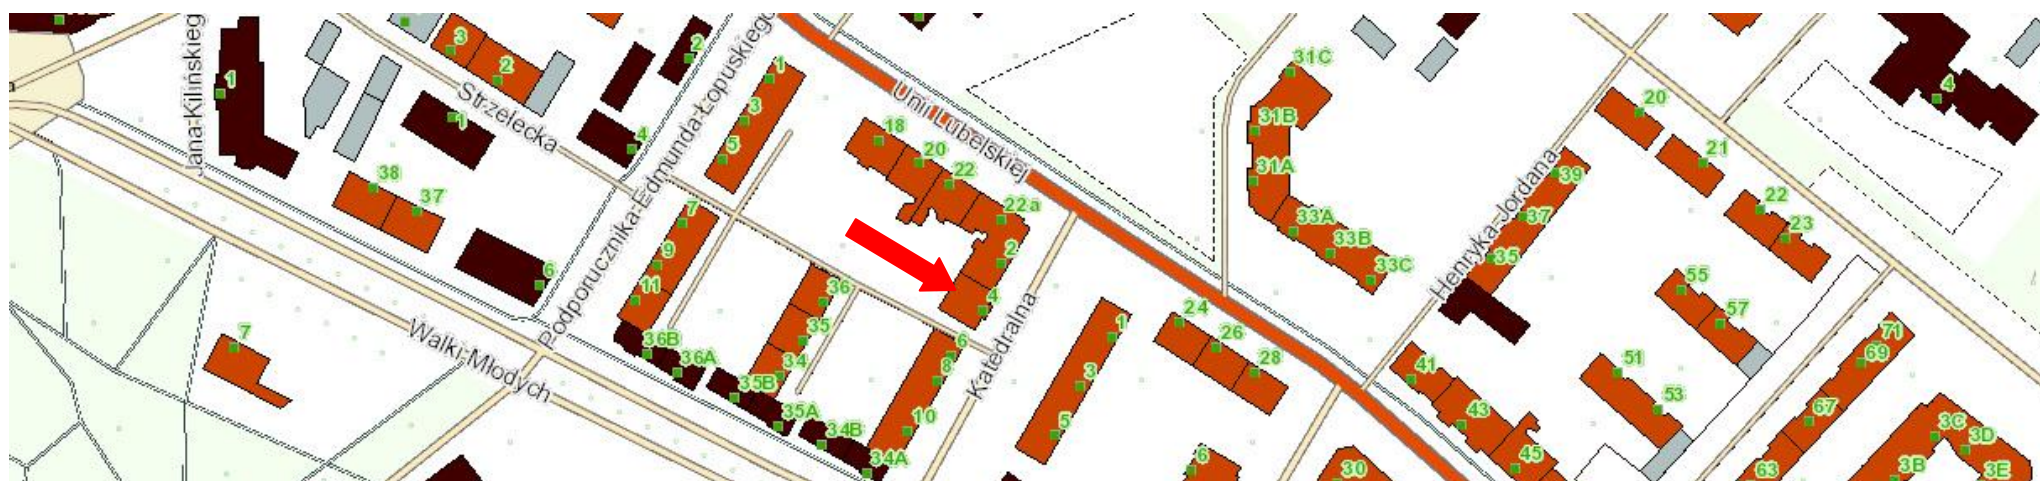 Jana Kilińskieg
1
3
2
Strzelecka
1
2
4
38
37
6
7
Podporucznika Edmunda Łopuskiego
1
3
5
7
9
11
36B
36A
35B
35A
34B
34A
36
35
34
Walki Młodych
Unii Lubelskiej
18
20
22
22a
2
4
6
8
10
Katedralna
1
3
5
24
26
28
6
30
31C
31B
31A
33A
33B
33C
Henryka Jordana
39
37
35
41
43
45
20
21
22
23
4
55
57
51
53
71
69
67
63
3C
3D
3B
3E